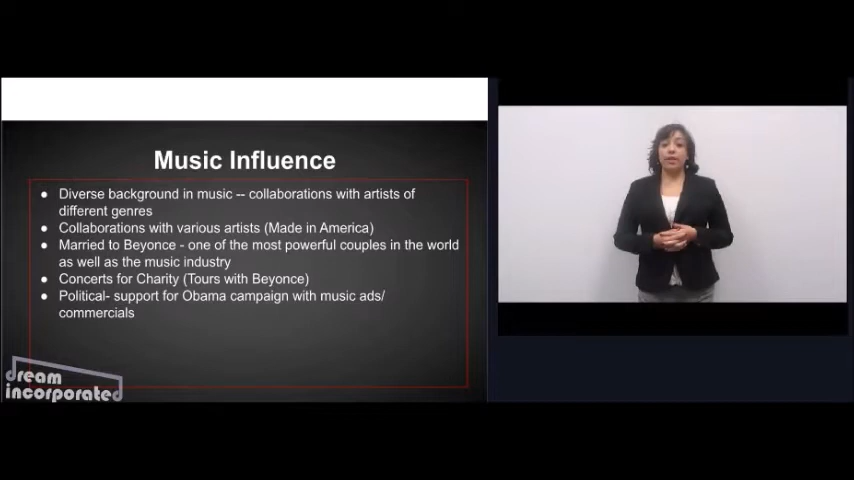 Music Influence
● Diverse background in music -- collaborations with artists of
different genres
● Collaborations with various artists (Made in America)
● Married to Beyonce - one of the most powerful couples in the world
as well as the music industry
● Concerts for Charity (Tours with Beyonce)
● Political- support for Obama campaign with music ads/
commercials
dream
incorporated